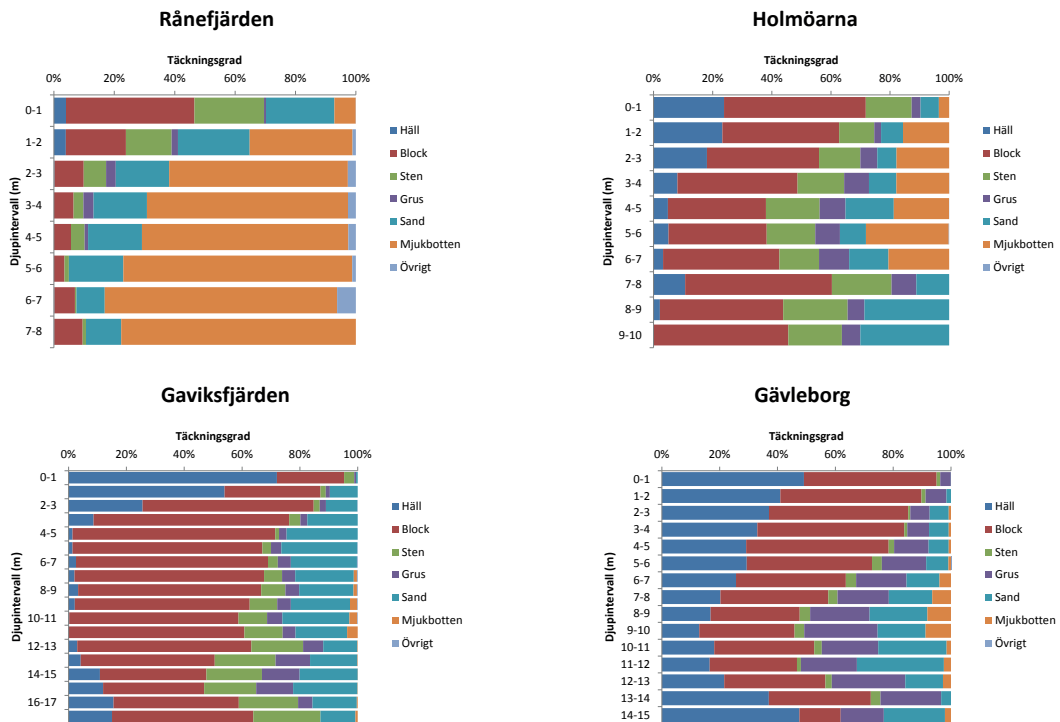 Rånefjärden
Täckningsgrad
0% 20% 40% 60% 80% 100%
Djupintervall (m)
0-1
1-2
2-3
3-4
4-5
5-6
6-7
7-8
Häll
Block
Sten
Grus
Sand
Mjukbotten
Övrigt
Holmöarna
Täckningsgrad
0% 20% 40% 60% 80% 100%
Djupintervall (m)
0-1
1-2
2-3
3-4
4-5
5-6
6-7
7-8
8-9
9-10
Häll
Block
Sten
Grus
Sand
Mjukbotten
Övrigt
Gaviksfjärden
Täckningsgrad
0% 20% 40% 60% 80% 100%
Djupintervall (m)
0-1
2-3
4-5
6-7
8-9
10-11
12-13
14-15
16-17
Häll
Block
Sten
Grus
Sand
Mjukbotten
Övrigt
Gävleborg
Täckningsgrad
0% 20% 40% 60% 80% 100%
Djupintervall (m)
0-1
1-2
2-3
3-4
4-5
5-6
6-7
7-8
8-9
9-10
10-11
11-12
12-13
13-14
14-15
Häll
Block
Sten
Grus
Sand
Mjukbotten
Övrigt